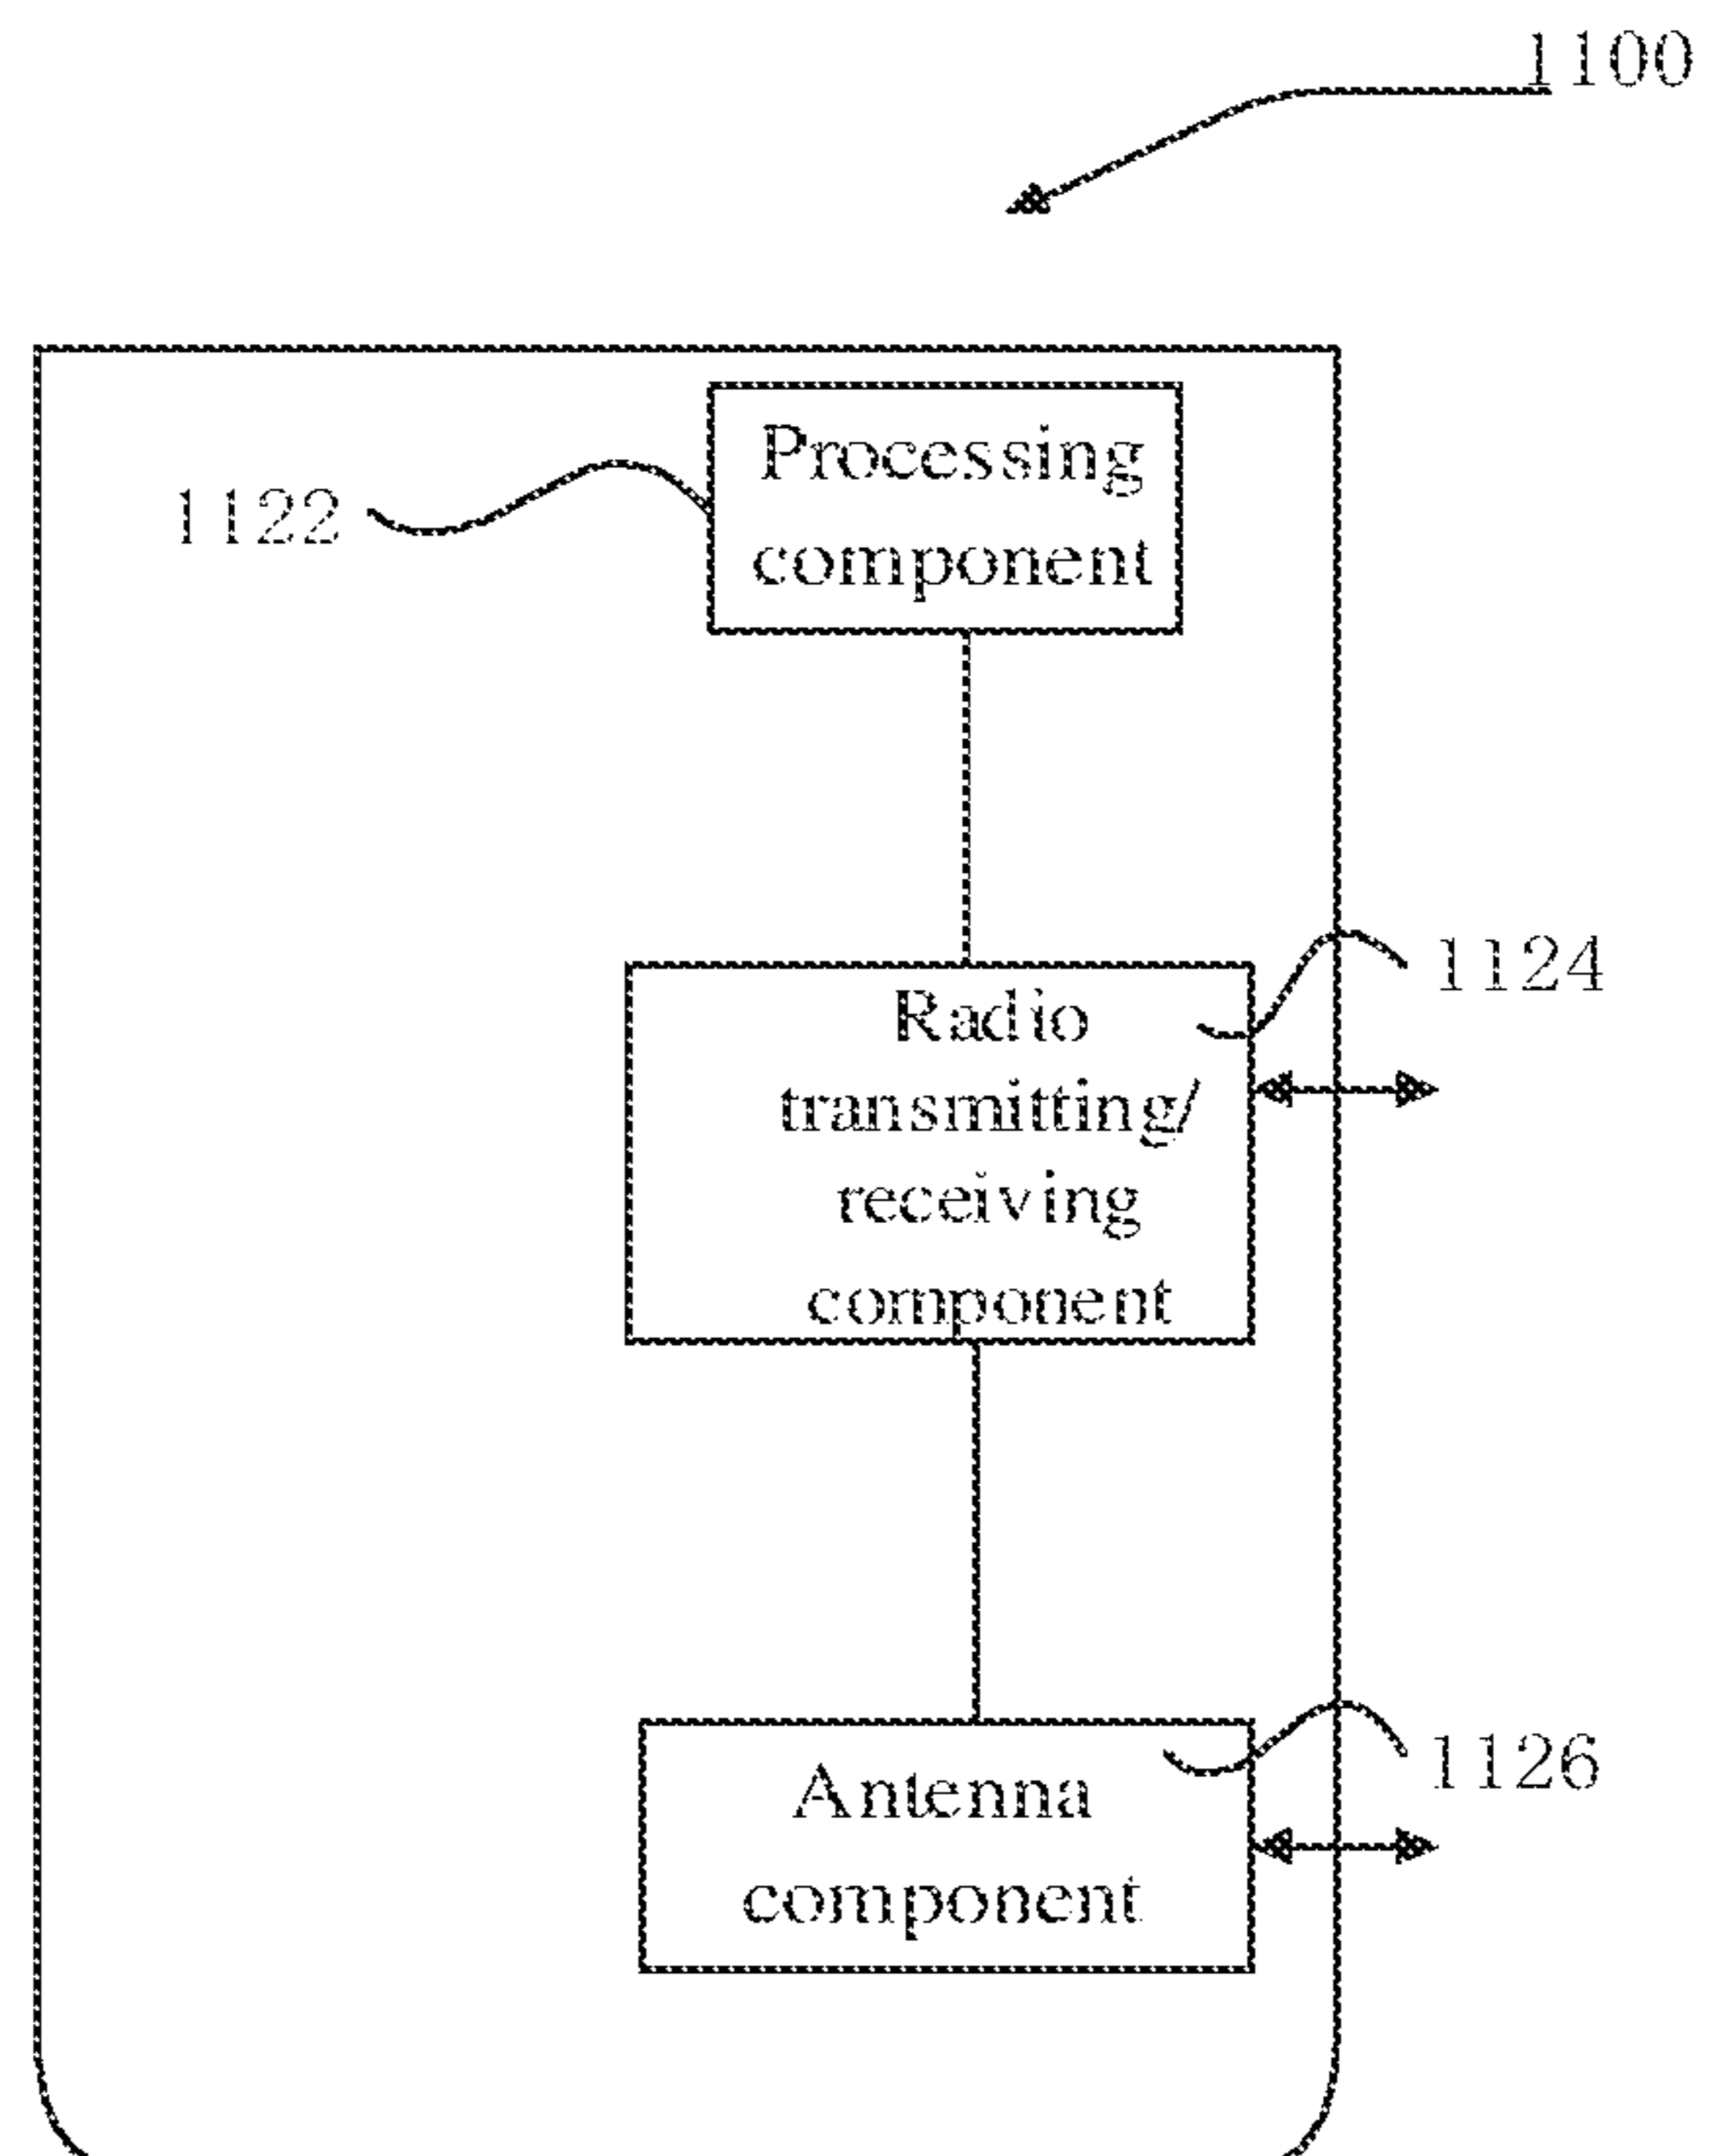 1100
Processing
component
1122
1124
Radio
transmitting/
receiving
component
1126
Antenna
component